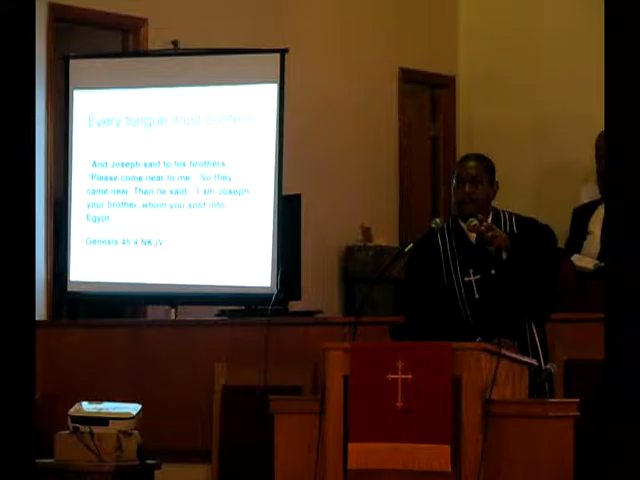 Every tongue must confess
"And Joseph said to his brothers,
"Please come near to me." So they
came near. Then he said: "I am Joseph
your brother, whom you sold into
Egypt.
Genesis 45:4 NKJV